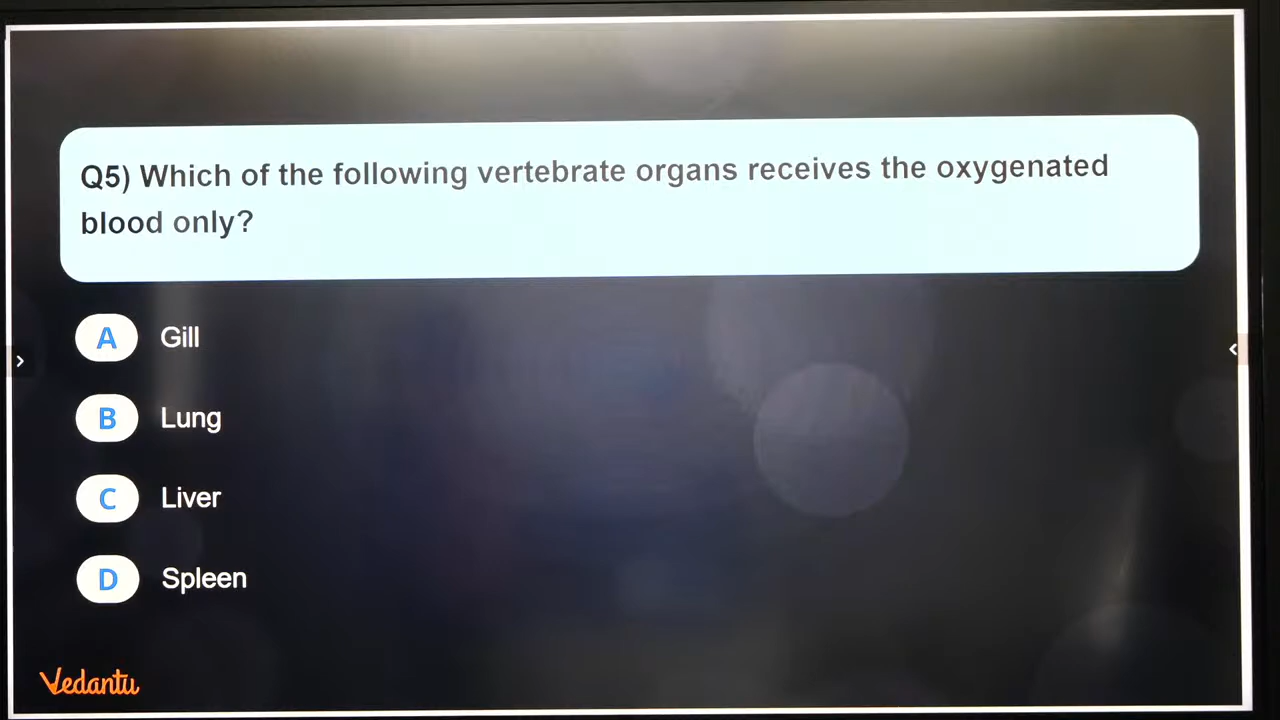 Q5) Which of the following vertebrate organs receives the oxygenated
blood only?
A Gill
B Lung
C Liver
D Spleen
Vedantu